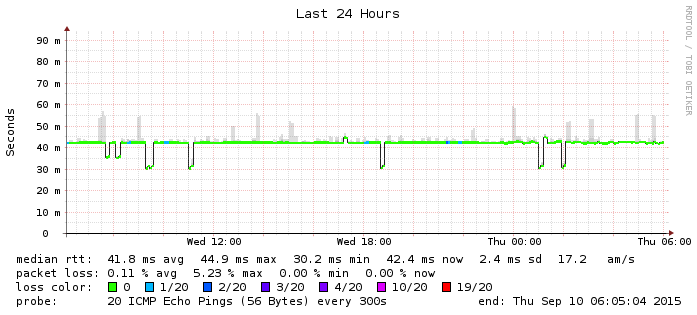 Last 24 Hours
RRDTOOL / TOBI OETIKER
Seconds
90 m
80 m
70 m
60 m
50 m
40 m
30 m
20 m
10 m
0
Wed 12:00 Wed 18:00 Thu 00:00 Thu 06:00
median rtt: 41.8 ms avg 44.9 ms max 30.2 ms min 42.4 ms now 2.4 ms sd 17.2 am/s
packet loss: 0.11 % avg 5.23 % max 0.00 % min 0.00 % now
loss color: 0 1/20 2/20 3/20 4/20 10/20 19/20
probe: 20 ICMP Echo Pings (56 Bytes) every 300s end: Thu Sep 10 06:05:04 2015